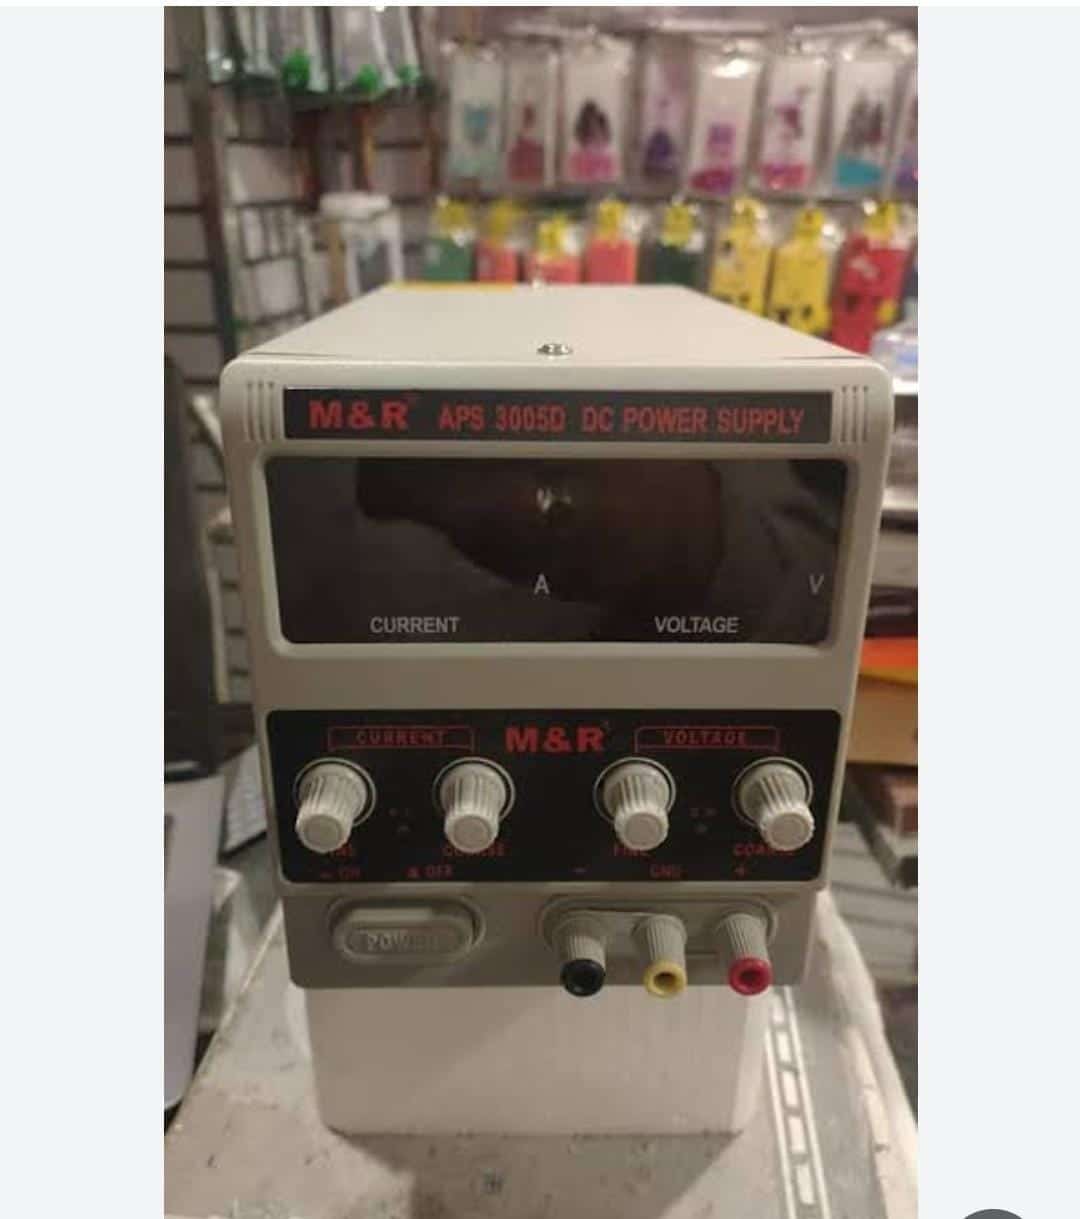 M&R APS 3005D DC POWER SUPPLY
A V
CURRENT VOLTAGE
CURRENT M&R VOLTAGE
FINE COARSE FINE COARSE
ON OFF - GND +
POWER